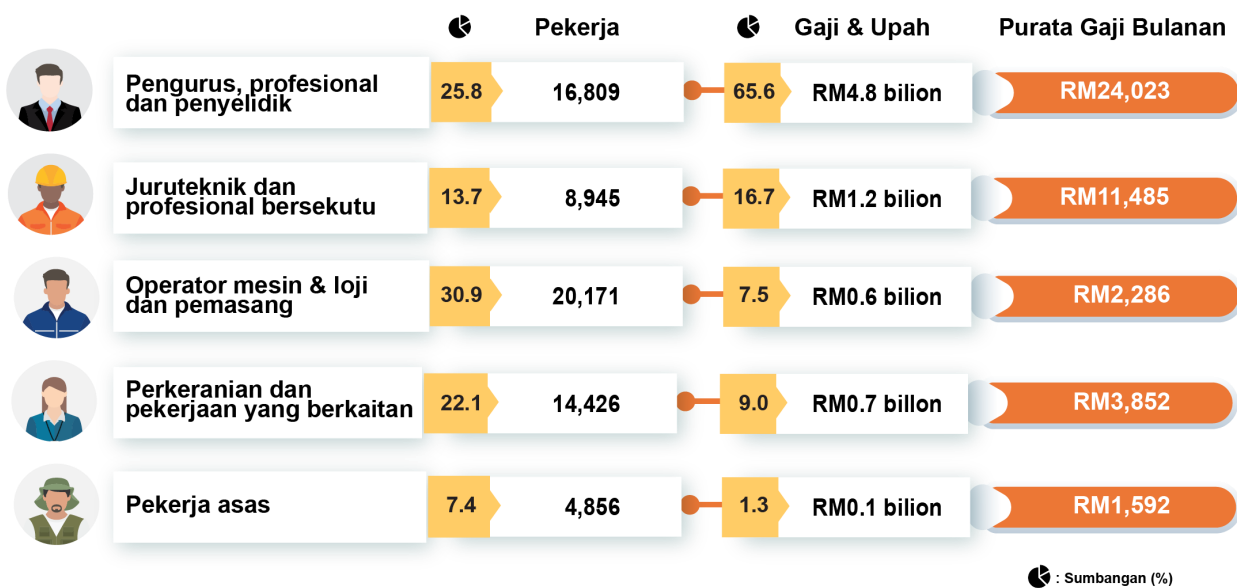 Pekerja
Gaji & Upah
Purata Gaji Bulanan
Pengurus, profesional
dan penyelidik
25.8
16,809
65.6
RM4.8 bilion
RM24,023
Juruteknik dan
profesional bersekutu
13.7
8,945
16.7
RM1.2 bilion
RM11,485
Operator mesin & loji
dan pemasang
30.9
20,171
7.5
RM0.6 bilion
RM2,286
Perkeranian dan
pekerjaan yang berkaitan
22.1
14,426
9.0
RM0.7 billon
RM3,852
Pekerja asas
7.4
4,856
1.3
RM0.1 bilion
RM1,592
: Sumbangan (%)